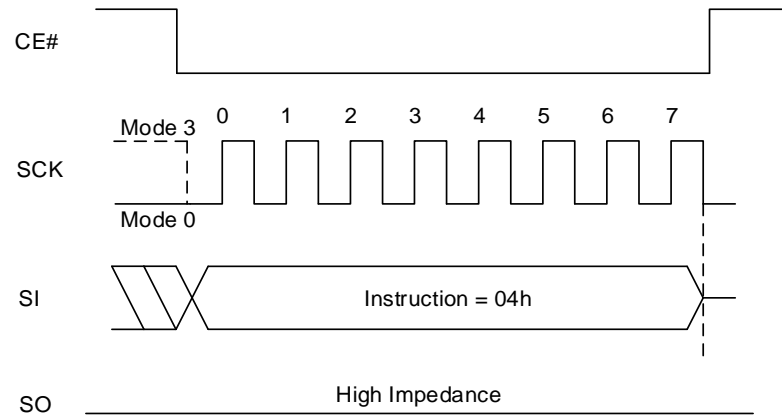 CE#
Mode 3
0 1 2 3 4 5 6 7
SCK
Mode 0
SI
Instruction = 04h
SO
High Impedance